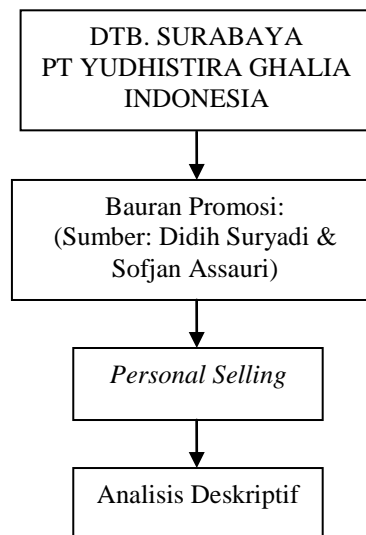 DTB. SURABAYA
PT YUDHISTIRA GHALIA
INDONESIA
Bauran Promosi:
(Sumber: Didih Suryadi &
Sofjan Assauri)
Personal Selling
Analisis Deskriptif